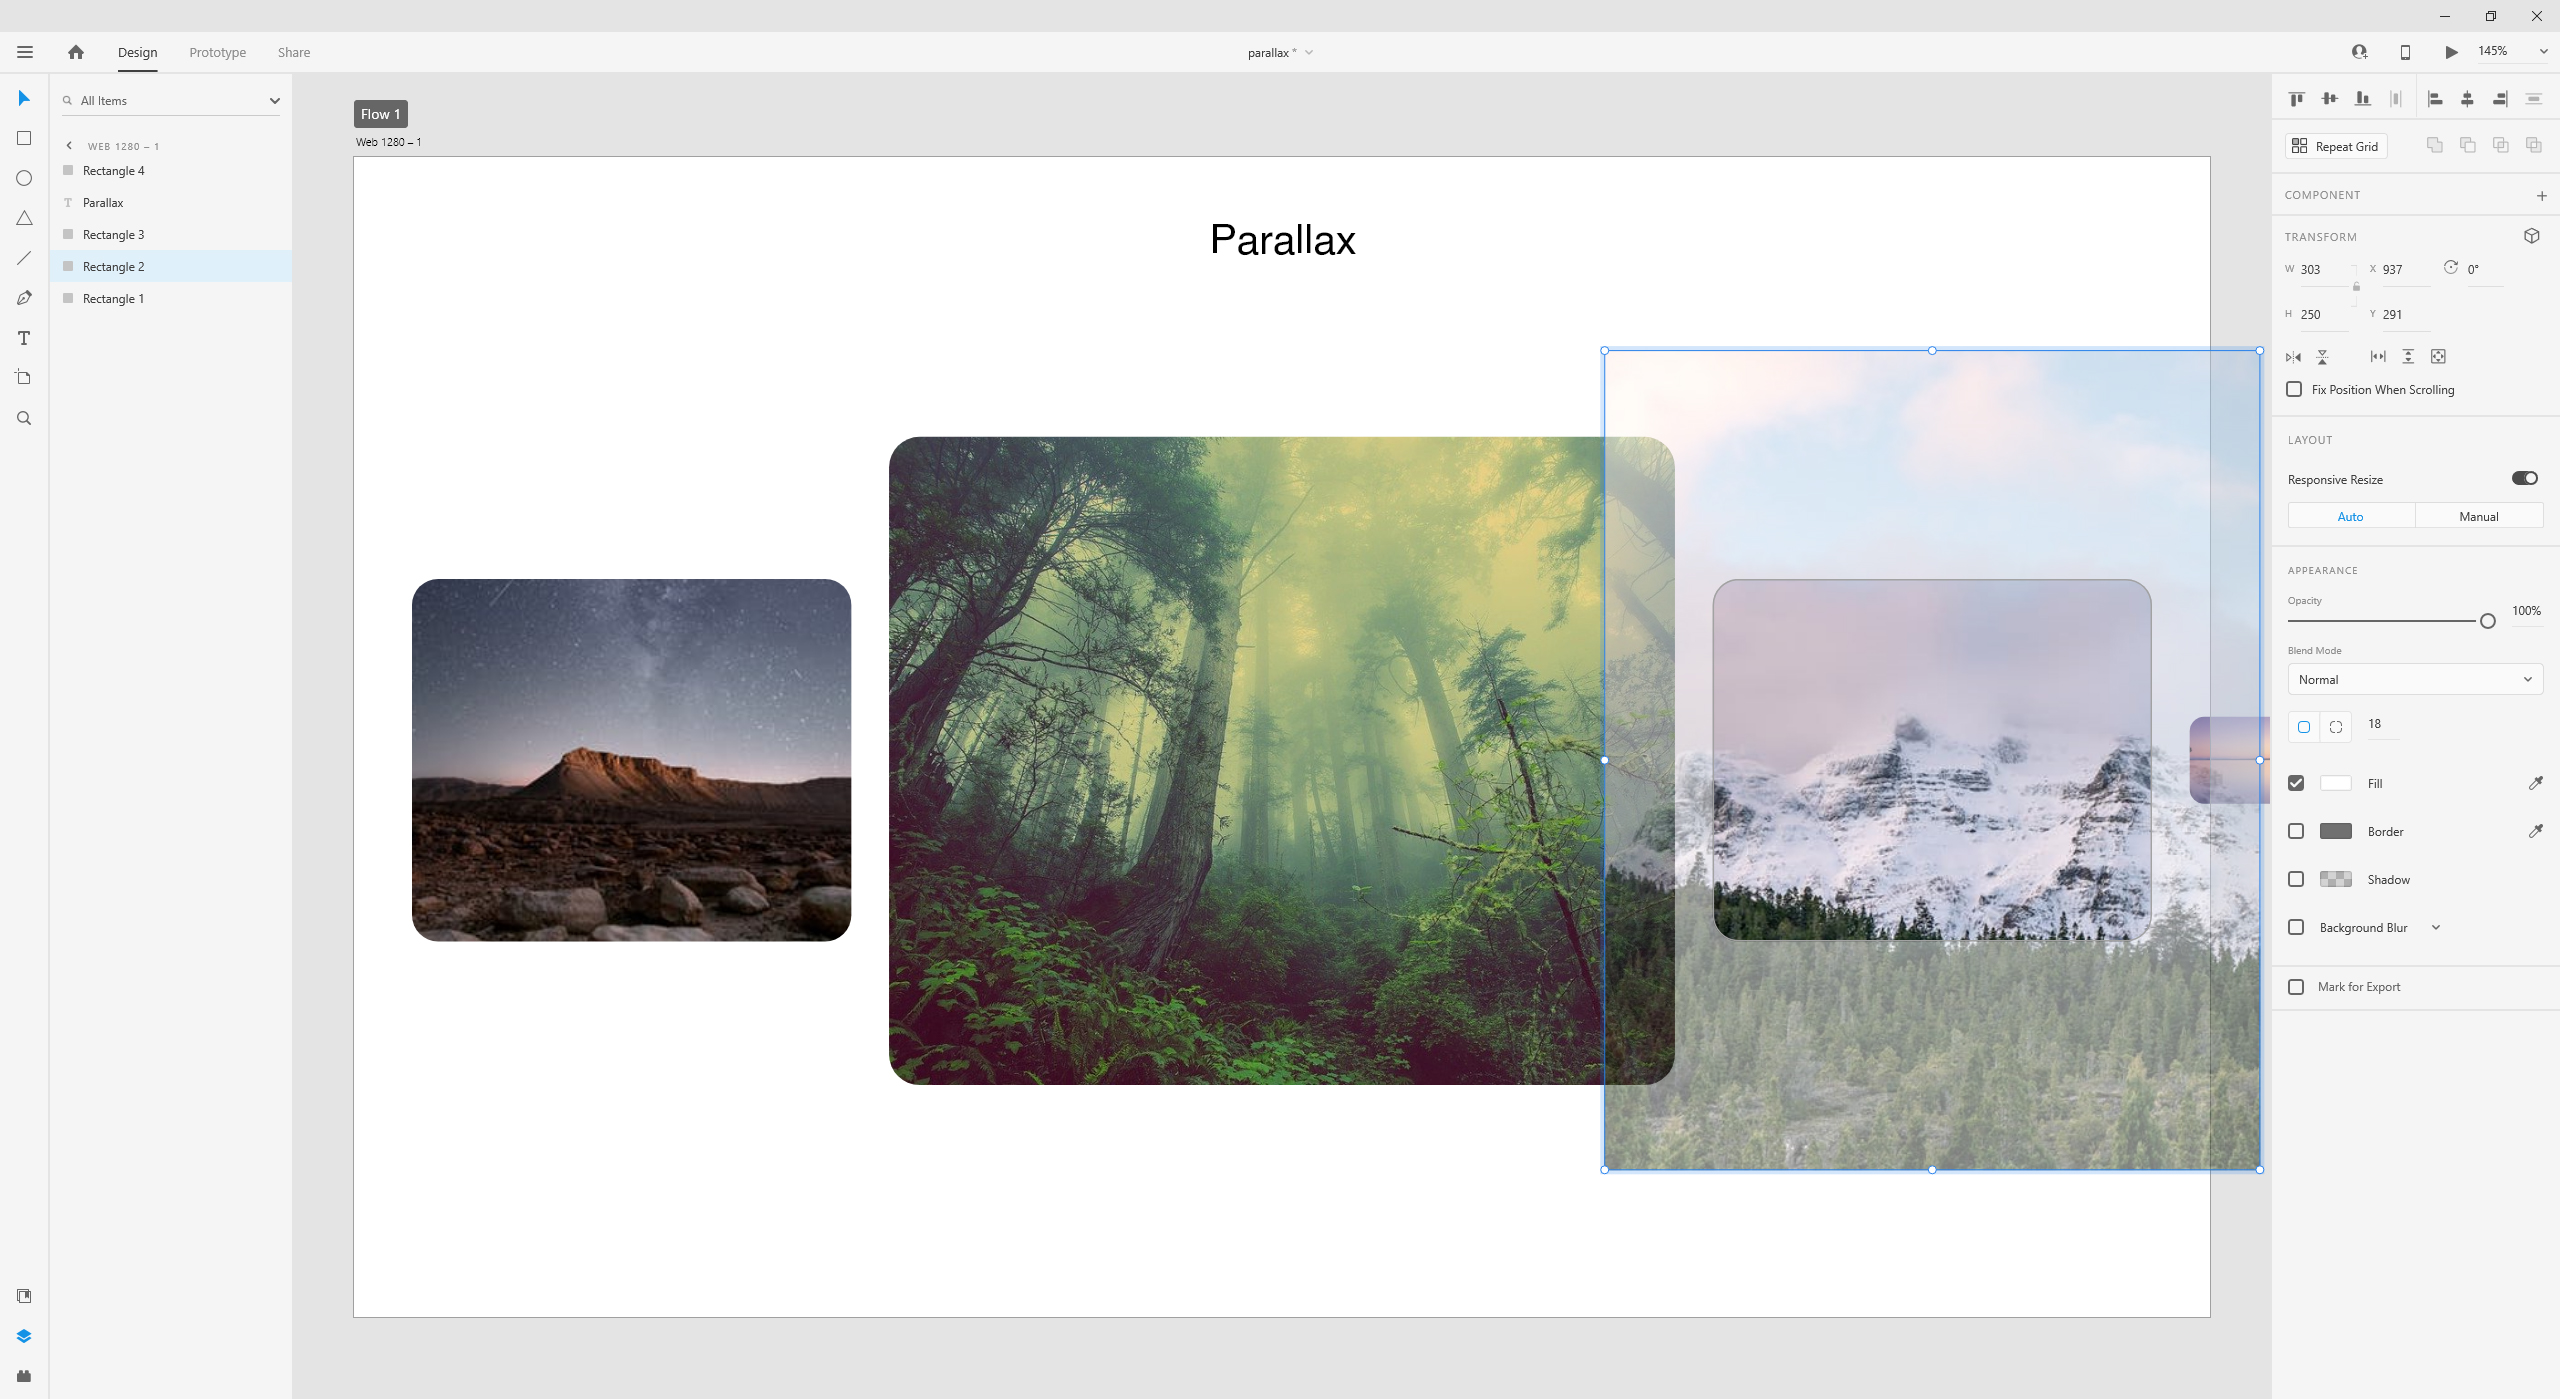 Design
Prototype
Share
parallax *
145%
All Items
WEB 1280 – 1
Rectangle 4
T Parallax
Rectangle 3
Rectangle 2
Rectangle 1
Flow 1
Web 1280 – 1
Parallax
Repeat Grid
COMPONENT
TRANSFORM
W 303
X 937
0°
H 250
Y 291
Fix Position When Scrolling
LAYOUT
Responsive Resize
Auto
Manual
APPEARANCE
Opacity
100%
Blend Mode
Normal
18
Fill
Border
Shadow
Background Blur
Mark for Export